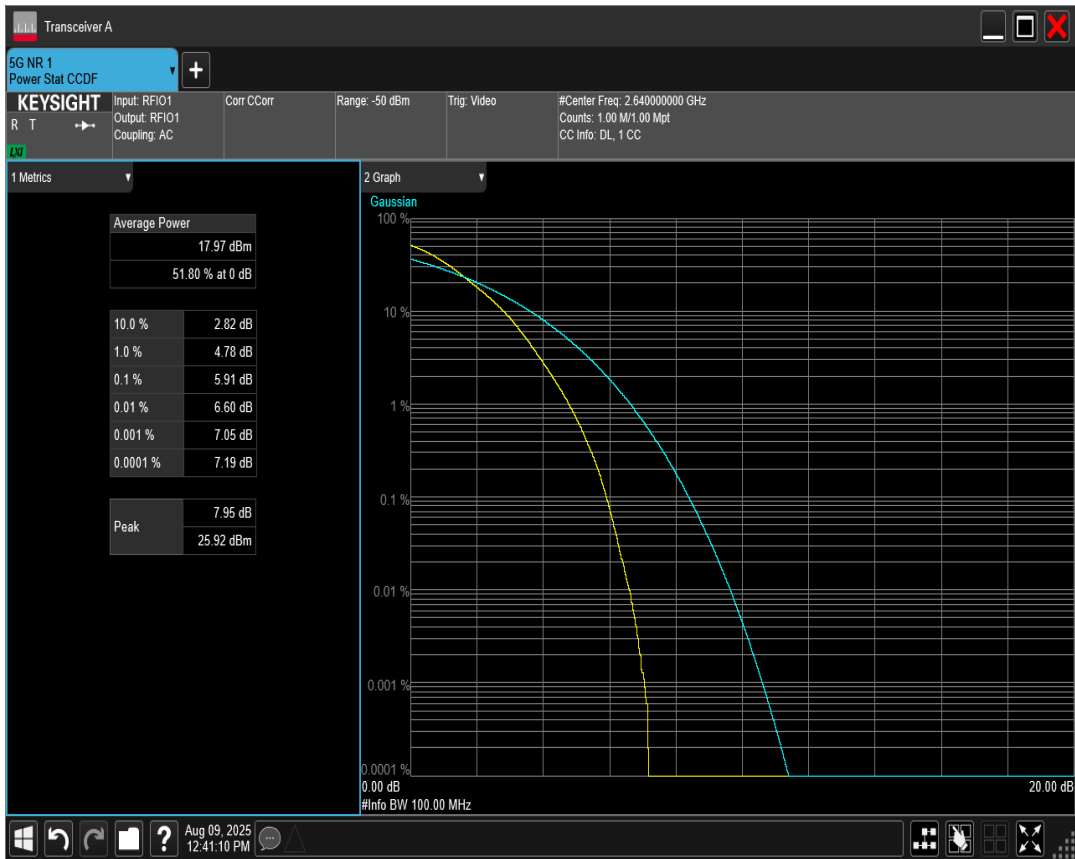 Transceiver A
5G NR 1
Power Stat CCDF
+
KEYSIGHT
R T
LXI
Input: RFIO1
Output: RFIO1
Coupling: AC
Corr CCorr
Range: -50 dBm
Trig: Video
#Center Freq: 2.640000000 GHz
Counts: 1.00 M/1.00 Mpt
CC Info: DL, 1 CC
1 Metrics
Average Power
17.97 dBm
51.80 % at 0 dB
10.0 % 2.82 dB
1.0 % 4.78 dB
0.1 % 5.91 dB
0.01 % 6.60 dB
0.001 % 7.05 dB
0.0001 % 7.19 dB
Peak
7.95 dB
25.92 dBm
2 Graph
Gaussian
100 %
10 %
1 %
0.1 %
0.01 %
0.001 %
0.0001 %
0.00 dB 20.00 dB
#Info BW 100.00 MHz
?
Aug 09, 2025
12:41:10 PM